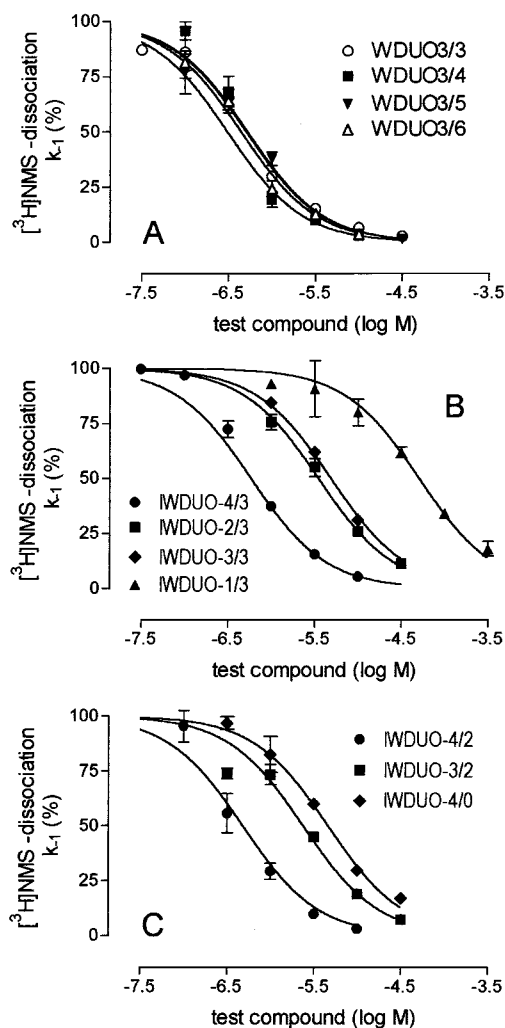 [³H]NMS -dissociation
k-1 (%)
100
75
50
25
0
A
WDUO3/3
WDUO3/4
WDUO3/5
WDUO3/6
-7.5 -6.5 -5.5 -4.5 -3.5
test compound (log M)
[³H]NMS -dissociation
k-1 (%)
100
75
50
25
0
B
IWDUO-4/3
IWDUO-2/3
IWDUO-3/3
IWDUO-1/3
-7.5 -6.5 -5.5 -4.5 -3.5
test compound (log M)
[³H]NMS -dissociation
k-1 (%)
100
75
50
25
0
C
IWDUO-4/2
IWDUO-3/2
IWDUO-4/0
-7.5 -6.5 -5.5 -4.5 -3.5
test compound (log M)